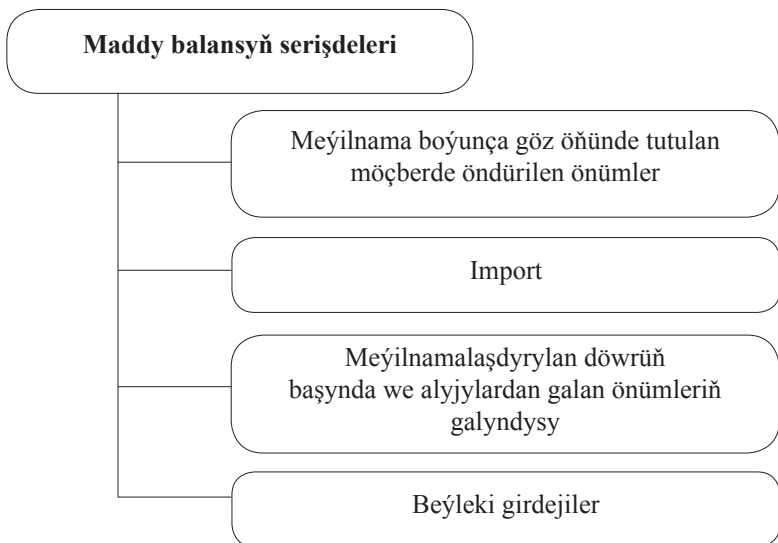 Maddy balansyň serişdeleri
Meýilnama boýunça göz öňünde tutulan
möçberde öndürilen önümler
Import
Meýilnamalaşdyrylan döwrüň
başynda we alyjylardan galan önümleriň
galyndysy
Beýleki girdejiler